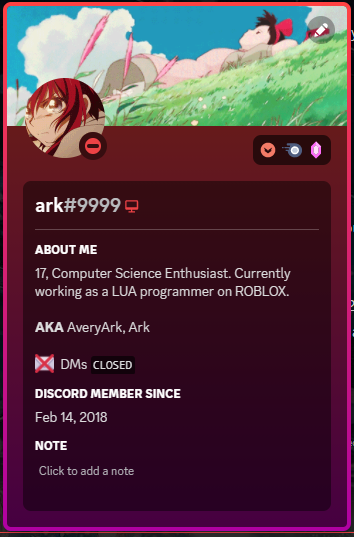 ark#9999
ABOUT ME
17, Computer Science Enthusiast. Currently
working as a LUA programmer on ROBLOX.
AKA AveryArk, Ark
DMs CLOSED
DISCORD MEMBER SINCE
Feb 14, 2018
NOTE
Click to add a note